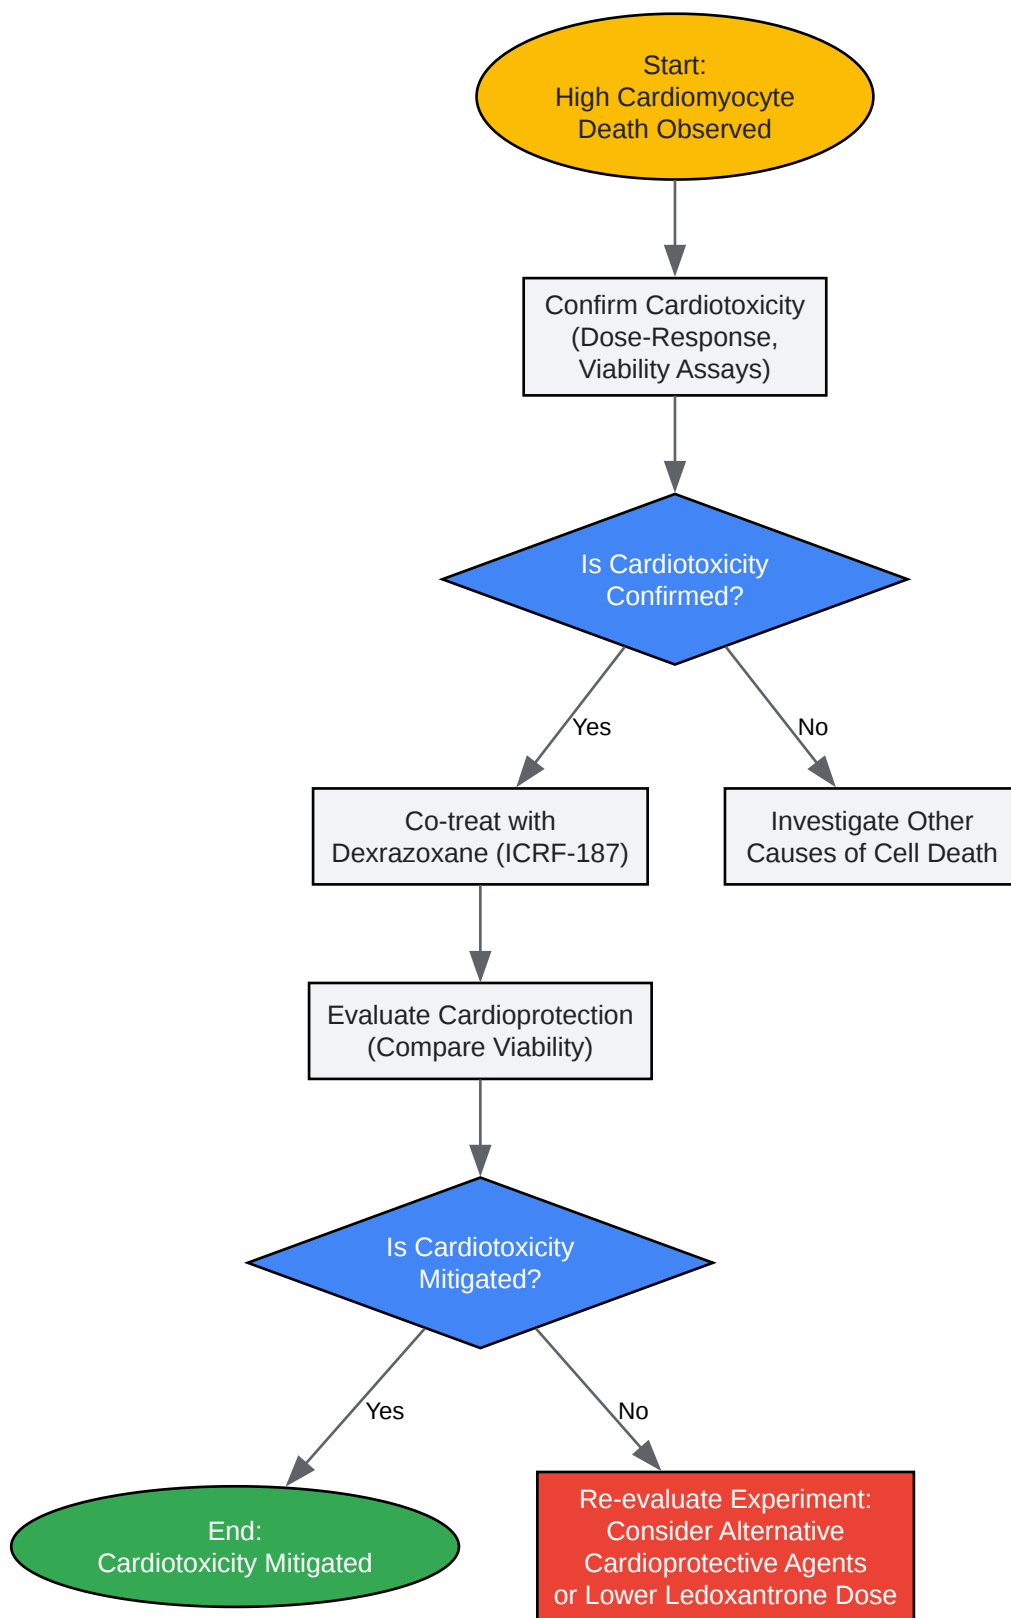 Start:
High Cardiomyocyte
Death Observed
Confirm Cardiotoxicity
(Dose-Response,
Viability Assays)
Is Cardiotoxicity
Confirmed?
Yes
No
Co-treat with
Dexrazoxane (ICRF-187)
Investigate Other
Causes of Cell Death
Evaluate Cardioprotection
(Compare Viability)
Is Cardiotoxicity
Mitigated?
Yes
No
End:
Cardiotoxicity Mitigated
Re-evaluate Experiment:
Consider Alternative
Cardioprotective Agents
or Lower Ledoxantrone Dose